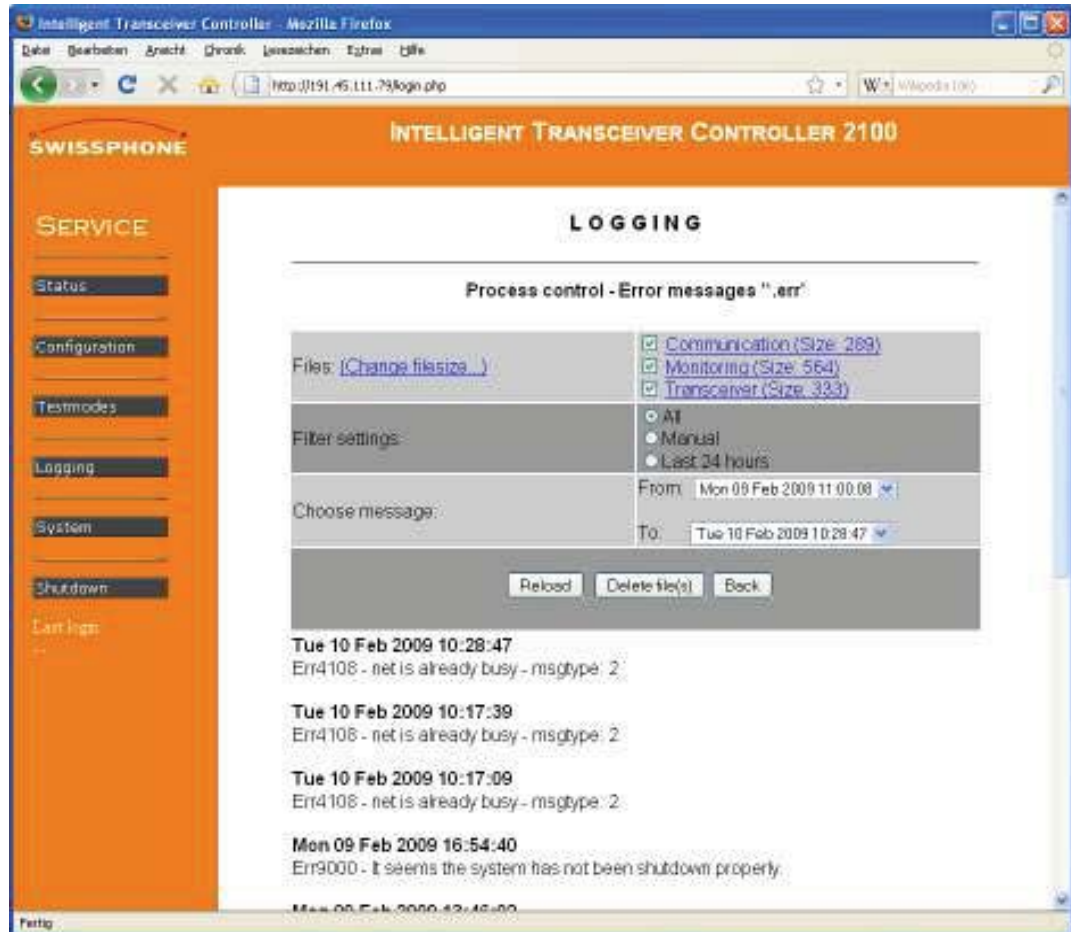 Intelligent Transceiver Controller - Mozilla Firefox
Datei Bearbeiten Ansicht Chronik Lesezeichen Extras Hilfe
http://191.45.111.79/login.php
SWISSPHONE
INTELLIGENT TRANSCEIVER CONTROLLER 2100
SERVICE
Status
Configuration
Testmodes
Logging
System
Shutdown
Last login
--
LOGGING
Process control - Error messages ".err"
Files: (Change filesize...)
Communication (Size: 289)
Monitoring (Size: 564)
Transceiver (Size: 333)
Filter settings:
All
Manual
Last 24 hours
Choose message:
From: Mon 09 Feb 2009 11:00:08
To: Tue 10 Feb 2009 10:28:47
Reload Delete file(s) Back
Tue 10 Feb 2009 10:28:47
Err4108 - net is already busy - msgtype: 2
Tue 10 Feb 2009 10:17:39
Err4108 - net is already busy - msgtype: 2
Tue 10 Feb 2009 10:17:09
Err4108 - net is already busy - msgtype: 2
Mon 09 Feb 2009 16:54:40
Err9000 - It seems the system has not been shutdown properly.
Mon 09 Feb 2009
Fertig